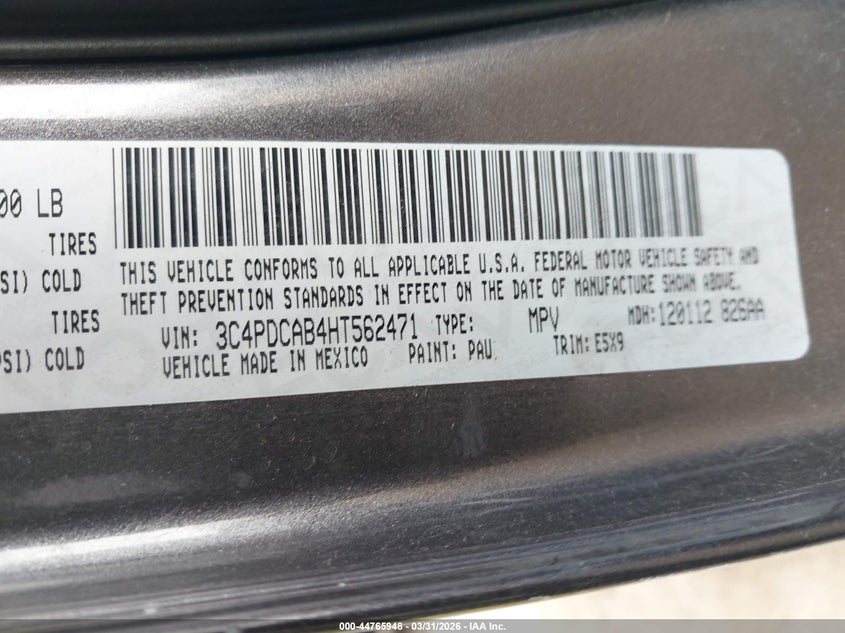 00 LB
TIRES
SI) COLD
TIRES
PSI) COLD
THIS VEHICLE CONFORMS TO ALL APPLICABLE U.S.A. FEDERAL MOTOR VEHICLE SAFETY AND
THEFT PREVENTION STANDARDS IN EFFECT ON THE DATE OF MANUFACTURE SHOWN ABOVE.
VIN: 3C4PDCAB4HT562471 TYPE: MPV MDH: 120112 826AA
VEHICLE MADE IN MEXICO PAINT: PAU TRIM: E5X9
000-44765948 - 03/31/2026 - IAA Inc.